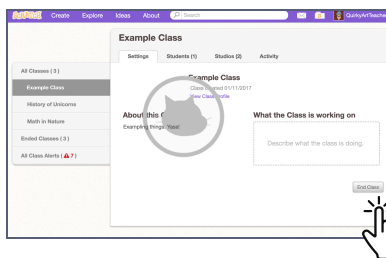 SCRATCH Create Explore Ideas About Search QuirkyArtTeacher
Example Class
Settings Students (1) Studios (2) Activity
All Classes ( 3 )
Example Class
History of Unicorns
Math in Nature
Ended Classes ( 3 )
All Class Alerts ( 7 )
Example Class
Class created 01/11/2017
View Class Profile
About this
Exampling things. Yass!
What the Class is working on
Describe what the class is doing.
End Class